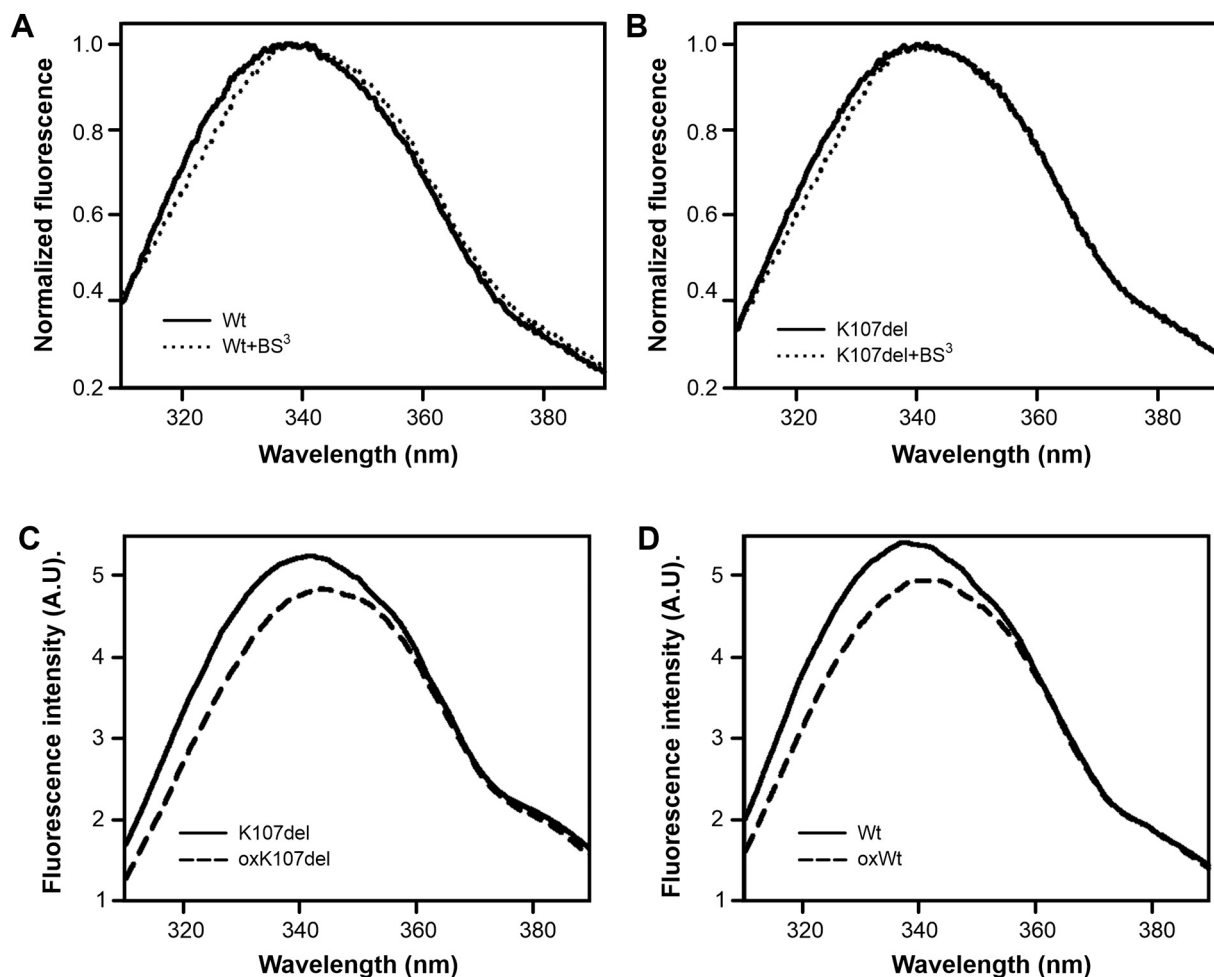 A
Normalized fluorescence
1.0
0.8
0.6
0.4
0.2
Wt
Wt+BS³
320 340 360 380
Wavelength (nm)
B
Normalized fluorescence
1.0
0.8
0.6
0.4
0.2
K107del
K107del+BS³
320 340 360 380
Wavelength (nm)
C
Fluorescence intensity (A.U).
5
4
3
2
1
K107del
oxK107del
320 340 360 380
Wavelength (nm)
D
Fluorescence intensity (A.U).
5
4
3
2
1
Wt
oxWt
320 340 360 380
Wavelength (nm)